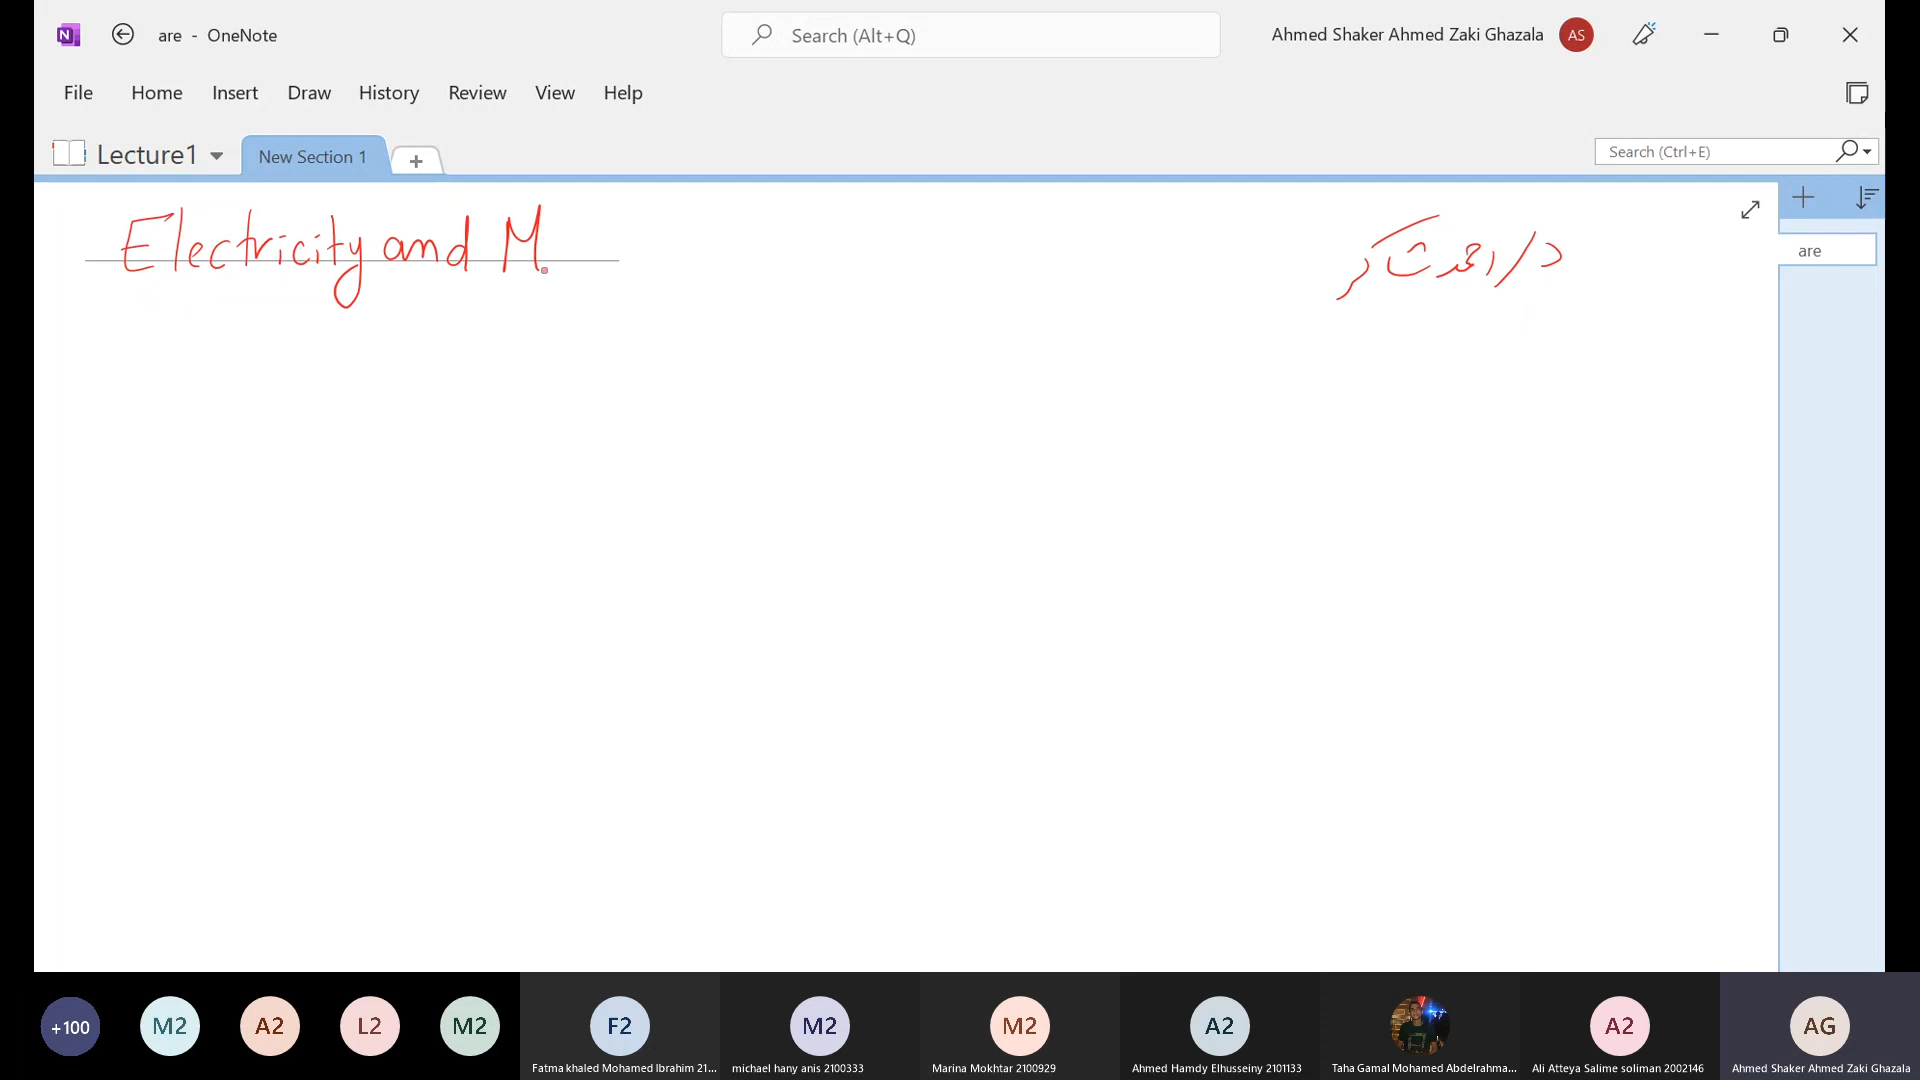 are - OneNote
Search (Alt+Q)
Ahmed Shaker Ahmed Zaki Ghazala
AS
File Home Insert Draw History Review View Help
Lecture1
New Section 1
Search (Ctrl+E)
Electricity and M
د/ احمد شاكر
are
+100
M2
A2
L2
M2
F2
M2
M2
A2
A2
AG
Fatma khaled Mohamed Ibrahim 21...
michael hany anis 2100333
Marina Mokhtar 2100929
Ahmed Hamdy Elhusseiny 2101133
Taha Gamal Mohamed Abdelrahma...
Ali Atteya Salime soliman 2002146
Ahmed Shaker Ahmed Zaki Ghazala